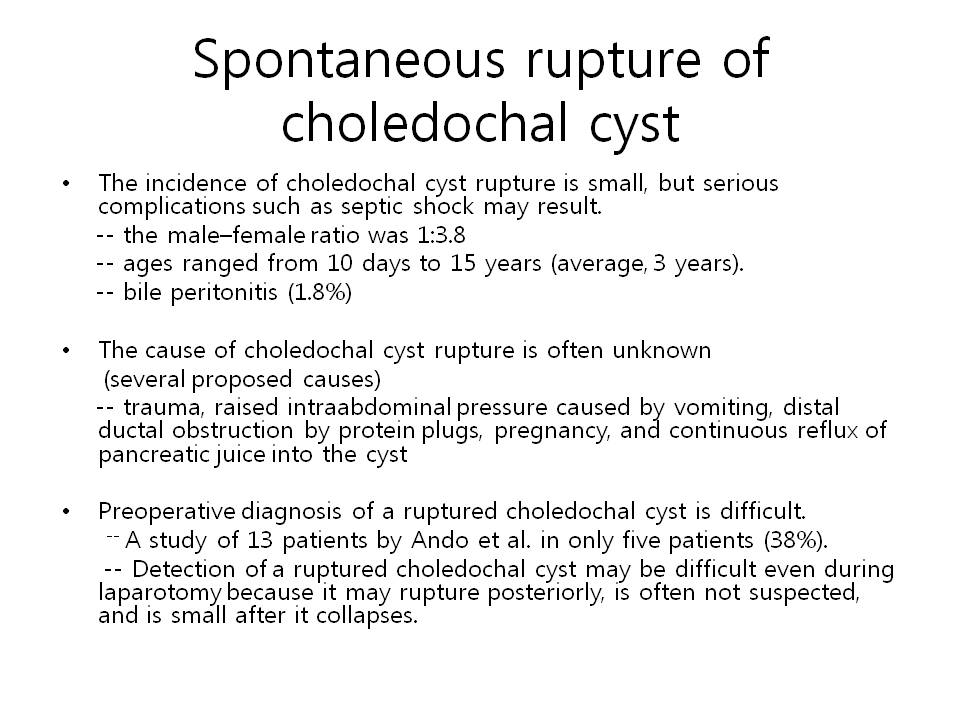 Spontaneous rupture of
choledochal cyst
• The incidence of choledochal cyst rupture is small, but serious
complications such as septic shock may result.
-- the male–female ratio was 1:3.8
-- ages ranged from 10 days to 15 years (average, 3 years).
-- bile peritonitis (1.8%)
• The cause of choledochal cyst rupture is often unknown
(several proposed causes)
-- trauma, raised intraabdominal pressure caused by vomiting, distal
ductal obstruction by protein plugs, pregnancy, and continuous reflux of
pancreatic juice into the cyst
• Preoperative diagnosis of a ruptured choledochal cyst is difficult.
-- A study of 13 patients by Ando et al. in only five patients (38%).
-- Detection of a ruptured choledochal cyst may be difficult even during
laparotomy because it may rupture posteriorly, is often not suspected,
and is small after it collapses.